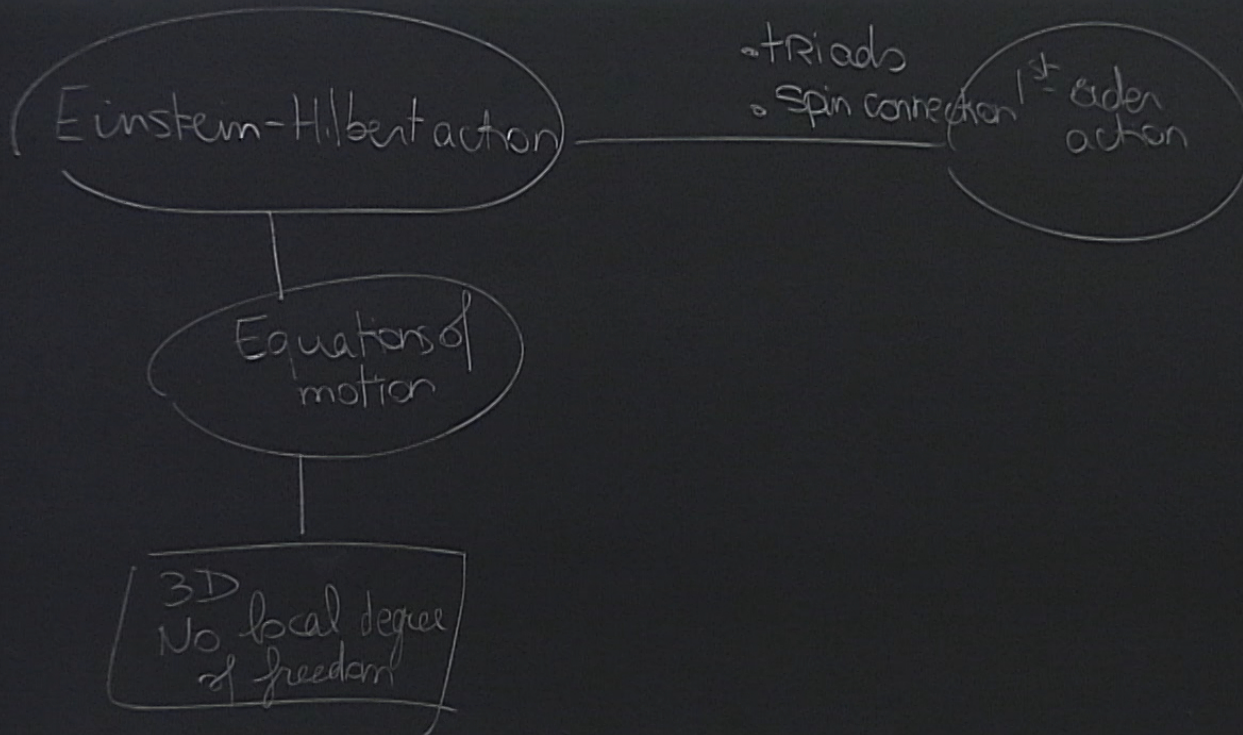 Einstein-Hilbert action
• triads
• Spin connection
1st order
action
Equations of
motion
3D
No local degree
of freedom